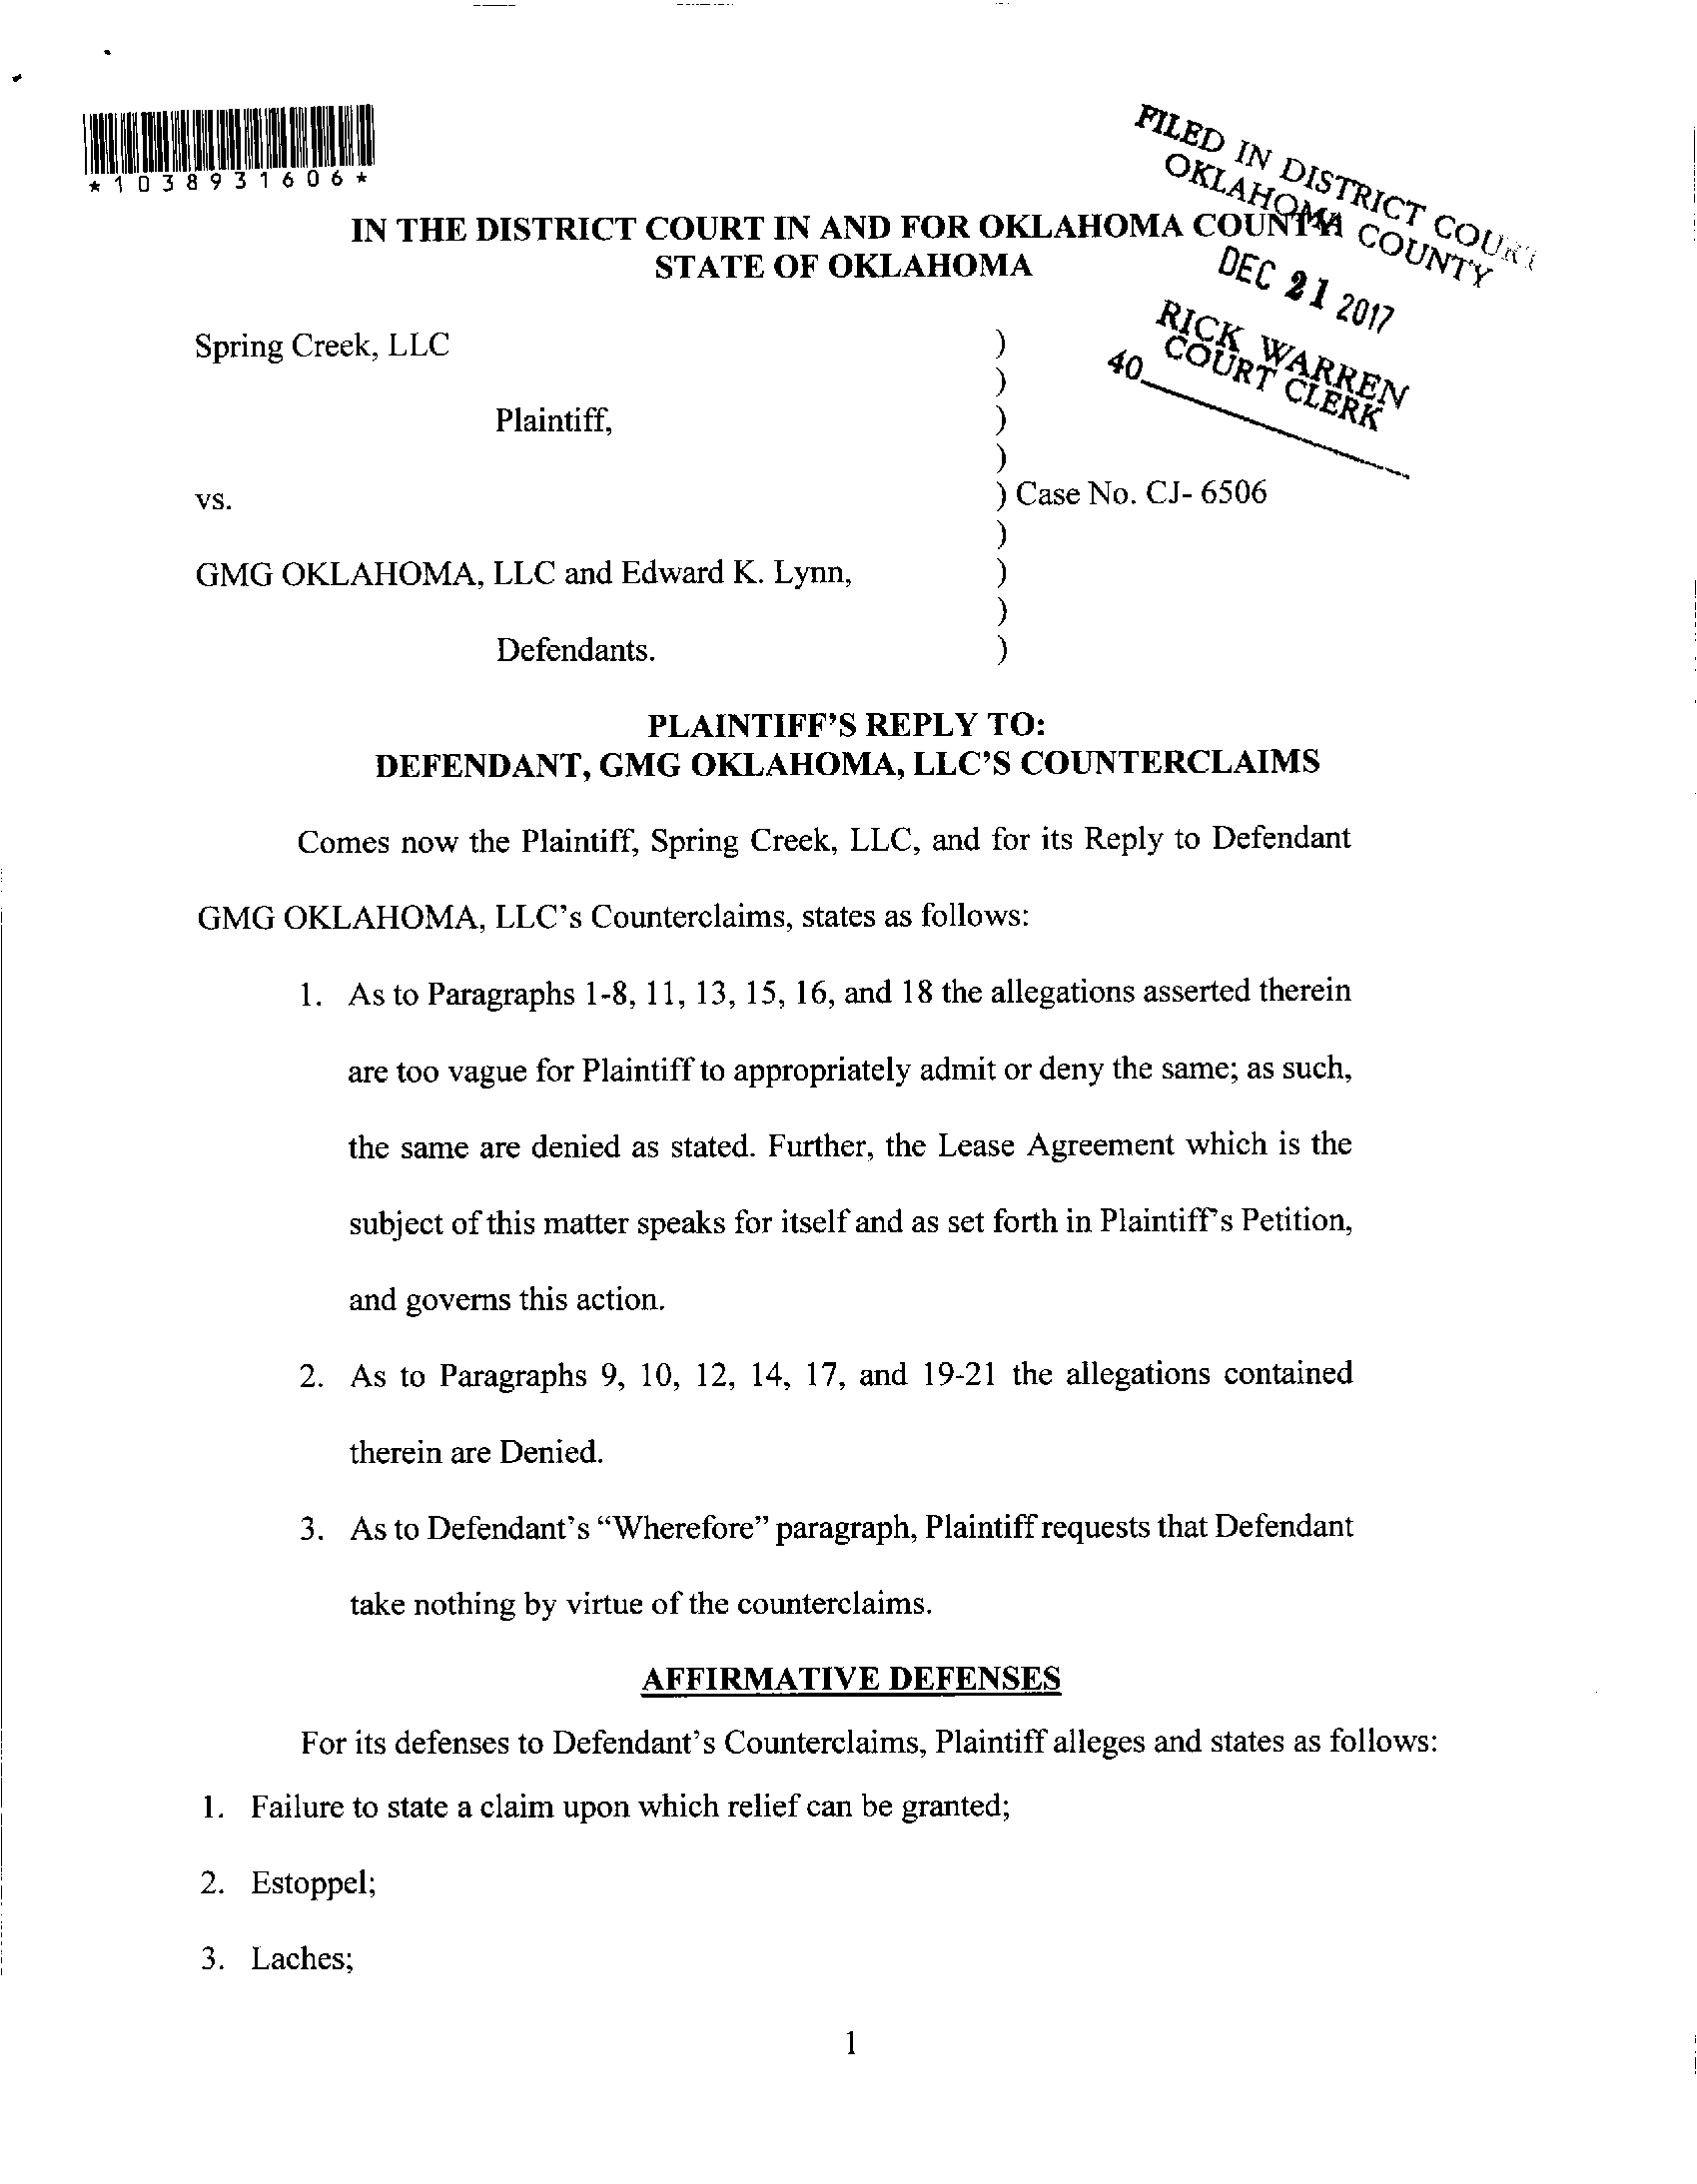 *1038931606*
FILED IN DISTRICT COURT
OKLAHOMA COUNTY
DEC 21 2017
RICK WARREN
COURT CLERK
40
IN THE DISTRICT COURT IN AND FOR OKLAHOMA COUNTY
STATE OF OKLAHOMA
Spring Creek, LLC )
)
Plaintiff, )
)
vs. ) Case No. CJ- 6506
)
GMG OKLAHOMA, LLC and Edward K. Lynn, )
)
Defendants. )
PLAINTIFF'S REPLY TO:
DEFENDANT, GMG OKLAHOMA, LLC'S COUNTERCLAIMS
Comes now the Plaintiff, Spring Creek, LLC, and for its Reply to Defendant
GMG OKLAHOMA, LLC's Counterclaims, states as follows:
1. As to Paragraphs 1-8, 11, 13, 15, 16, and 18 the allegations asserted therein
are too vague for Plaintiff to appropriately admit or deny the same; as such,
the same are denied as stated. Further, the Lease Agreement which is the
subject of this matter speaks for itself and as set forth in Plaintiff's Petition,
and governs this action.
2. As to Paragraphs 9, 10, 12, 14, 17, and 19-21 the allegations contained
therein are Denied.
3. As to Defendant's “Wherefore” paragraph, Plaintiff requests that Defendant
take nothing by virtue of the counterclaims.
AFFIRMATIVE DEFENSES
For its defenses to Defendant's Counterclaims, Plaintiff alleges and states as follows:
1. Failure to state a claim upon which relief can be granted;
2. Estoppel;
3. Laches;
1